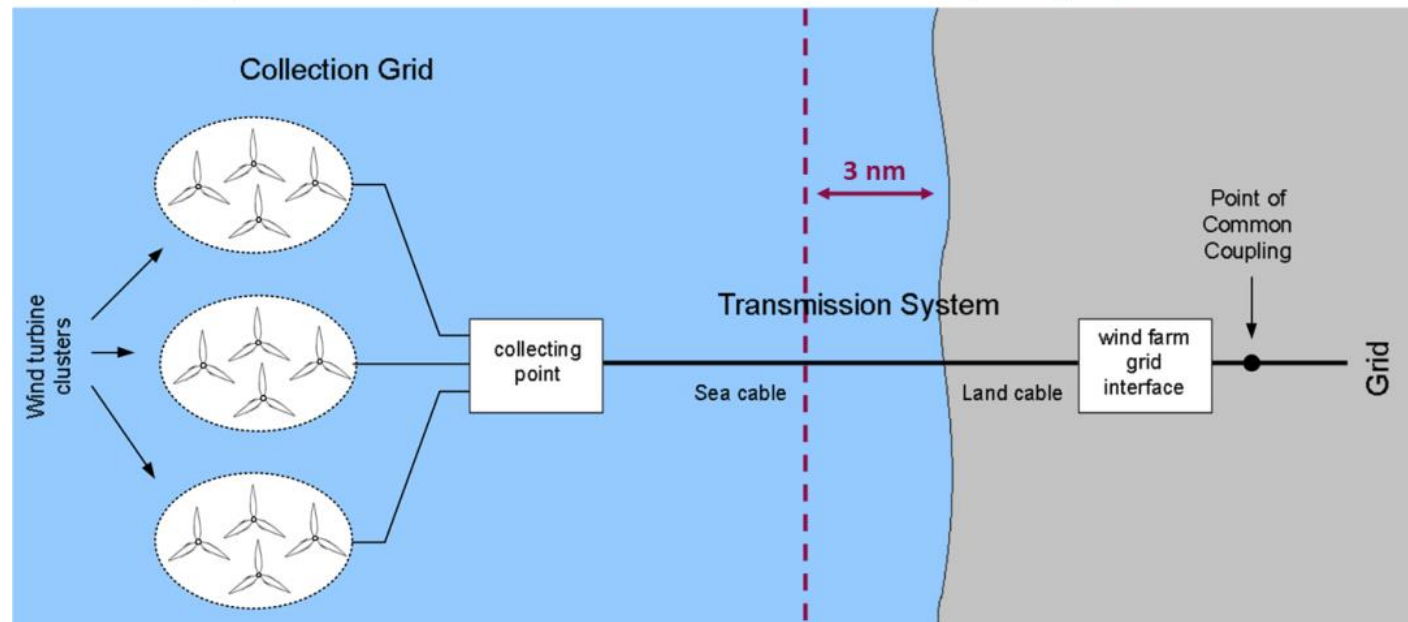 Collection Grid
Wind turbine
clusters
collecting
point
3 nm
Transmission System
Sea cable
Land cable
wind farm
grid
interface
Point of
Common
Coupling
Grid